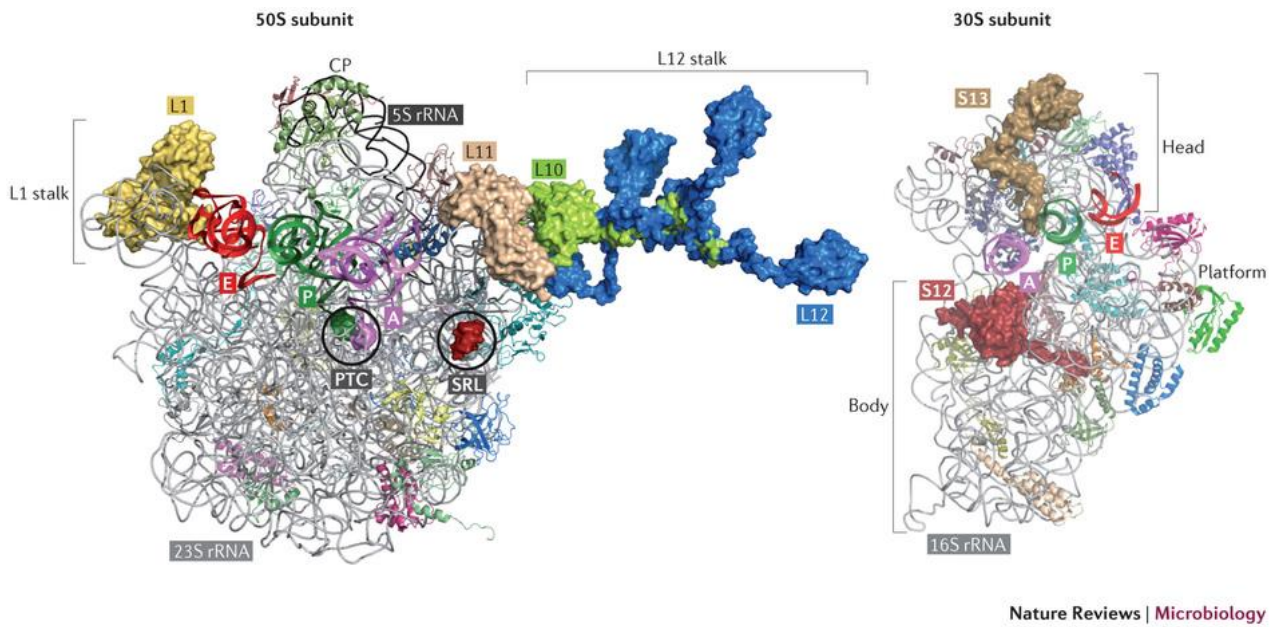 50S subunit
30S subunit
L12 stalk
CP
L1
5S rRNA
S13
L11
L10
Head
L1 stalk
E
E
P
P
Platform
A
A
S12
L12
PTC
SRL
Body
23S rRNA
16S rRNA
Nature Reviews | Microbiology